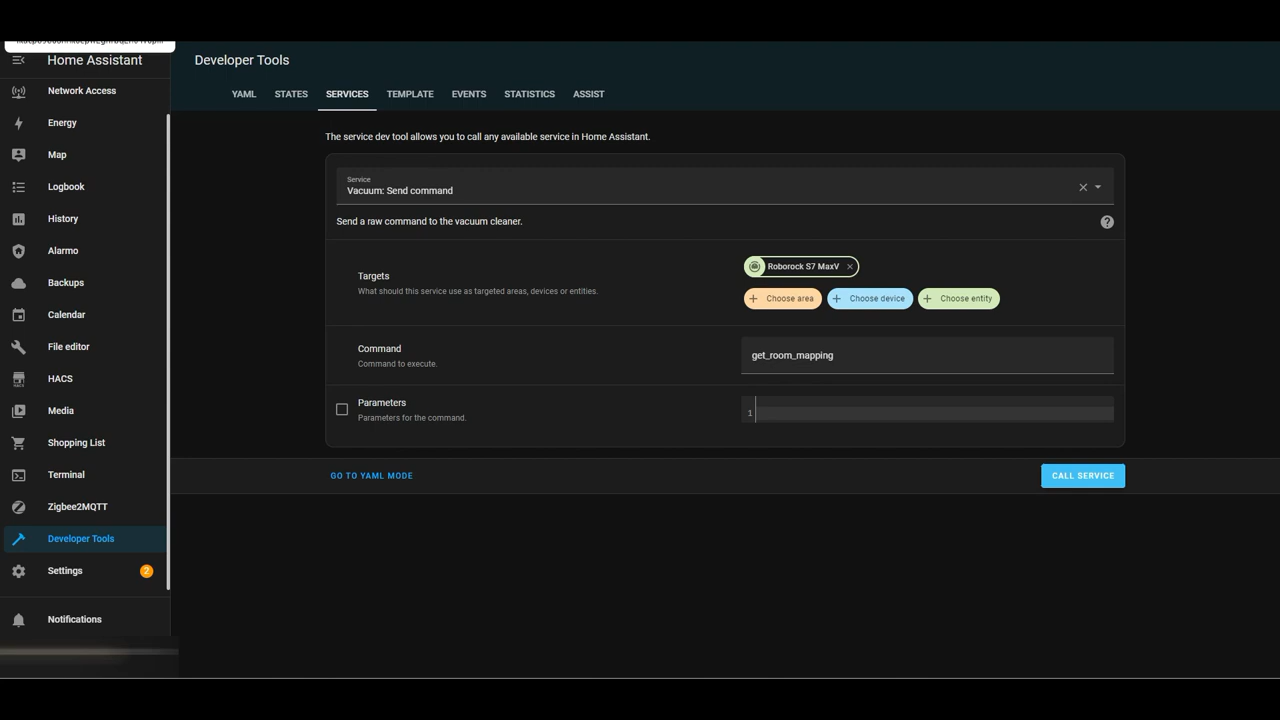 Home Assistant
Developer Tools
Network Access
Energy
Map
Logbook
History
Alarmo
Backups
Calendar
File editor
HACS
HACS
Media
Shopping List
Terminal
Zigbee2MQTT
Developer Tools
Settings
2
Notifications
YAML STATES SERVICES TEMPLATE EVENTS STATISTICS ASSIST
The service dev tool allows you to call any available service in Home Assistant.
Service
Vacuum: Send command
Send a raw command to the vacuum cleaner.
Targets
What should this service use as targeted areas, devices or entities.
Roborock S7 MaxV
Choose area
Choose device
Choose entity
Command
Command to execute.
get_room_mapping
Parameters
Parameters for the command.
1
GO TO YAML MODE
CALL SERVICE